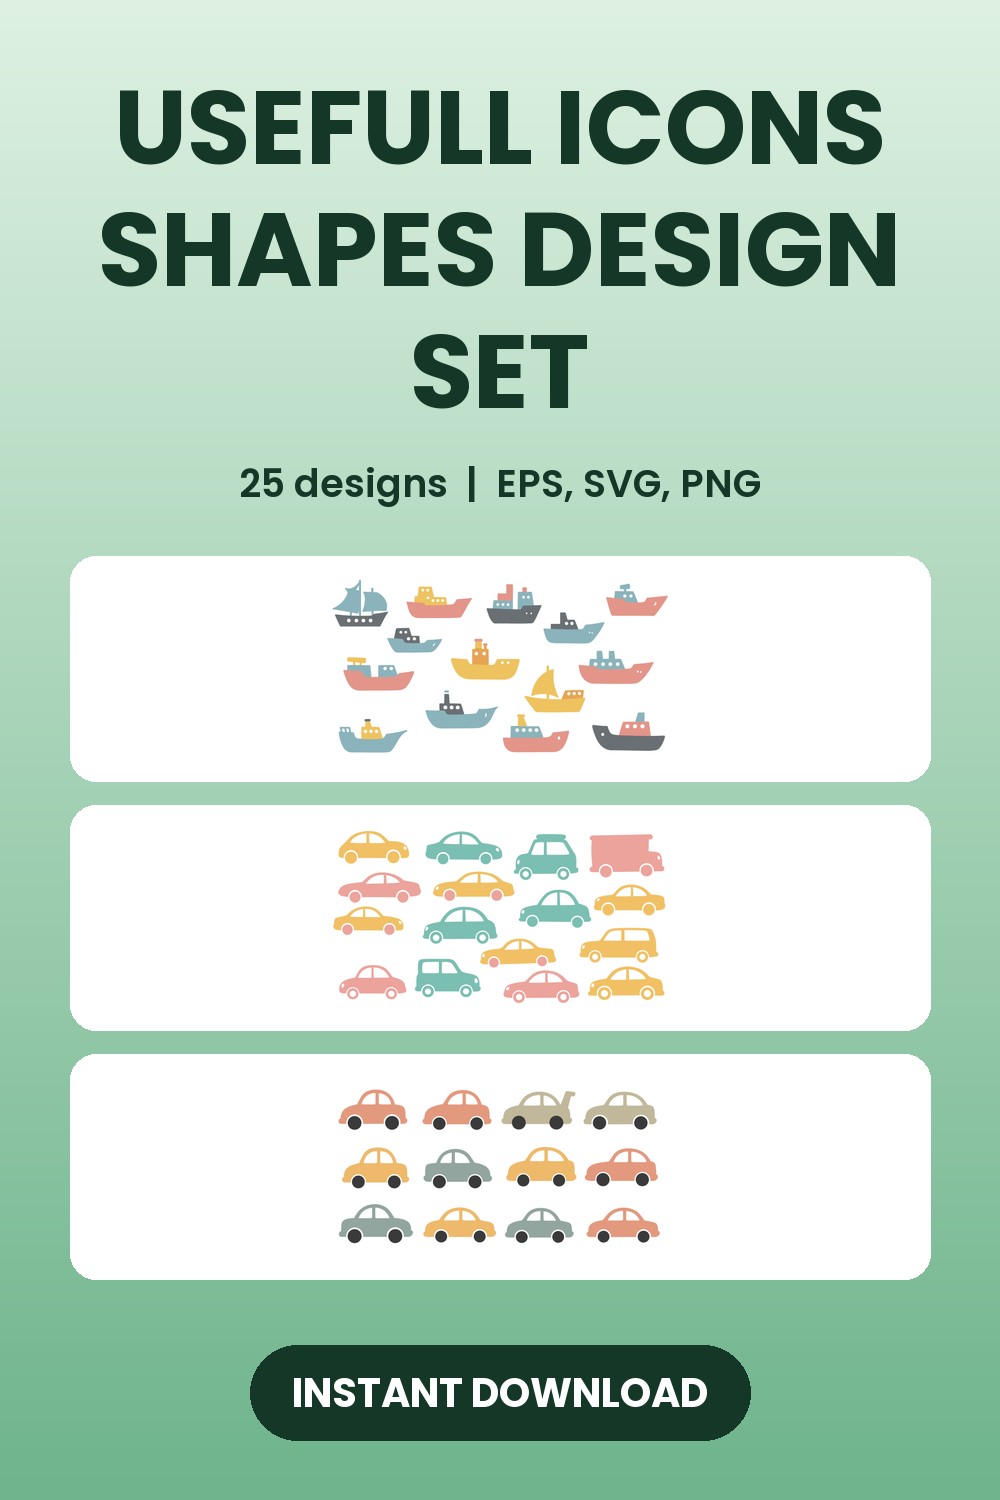 USEFULL ICONS
SHAPES DESIGN
SET
25 designs | EPS, SVG, PNG
INSTANT DOWNLOAD